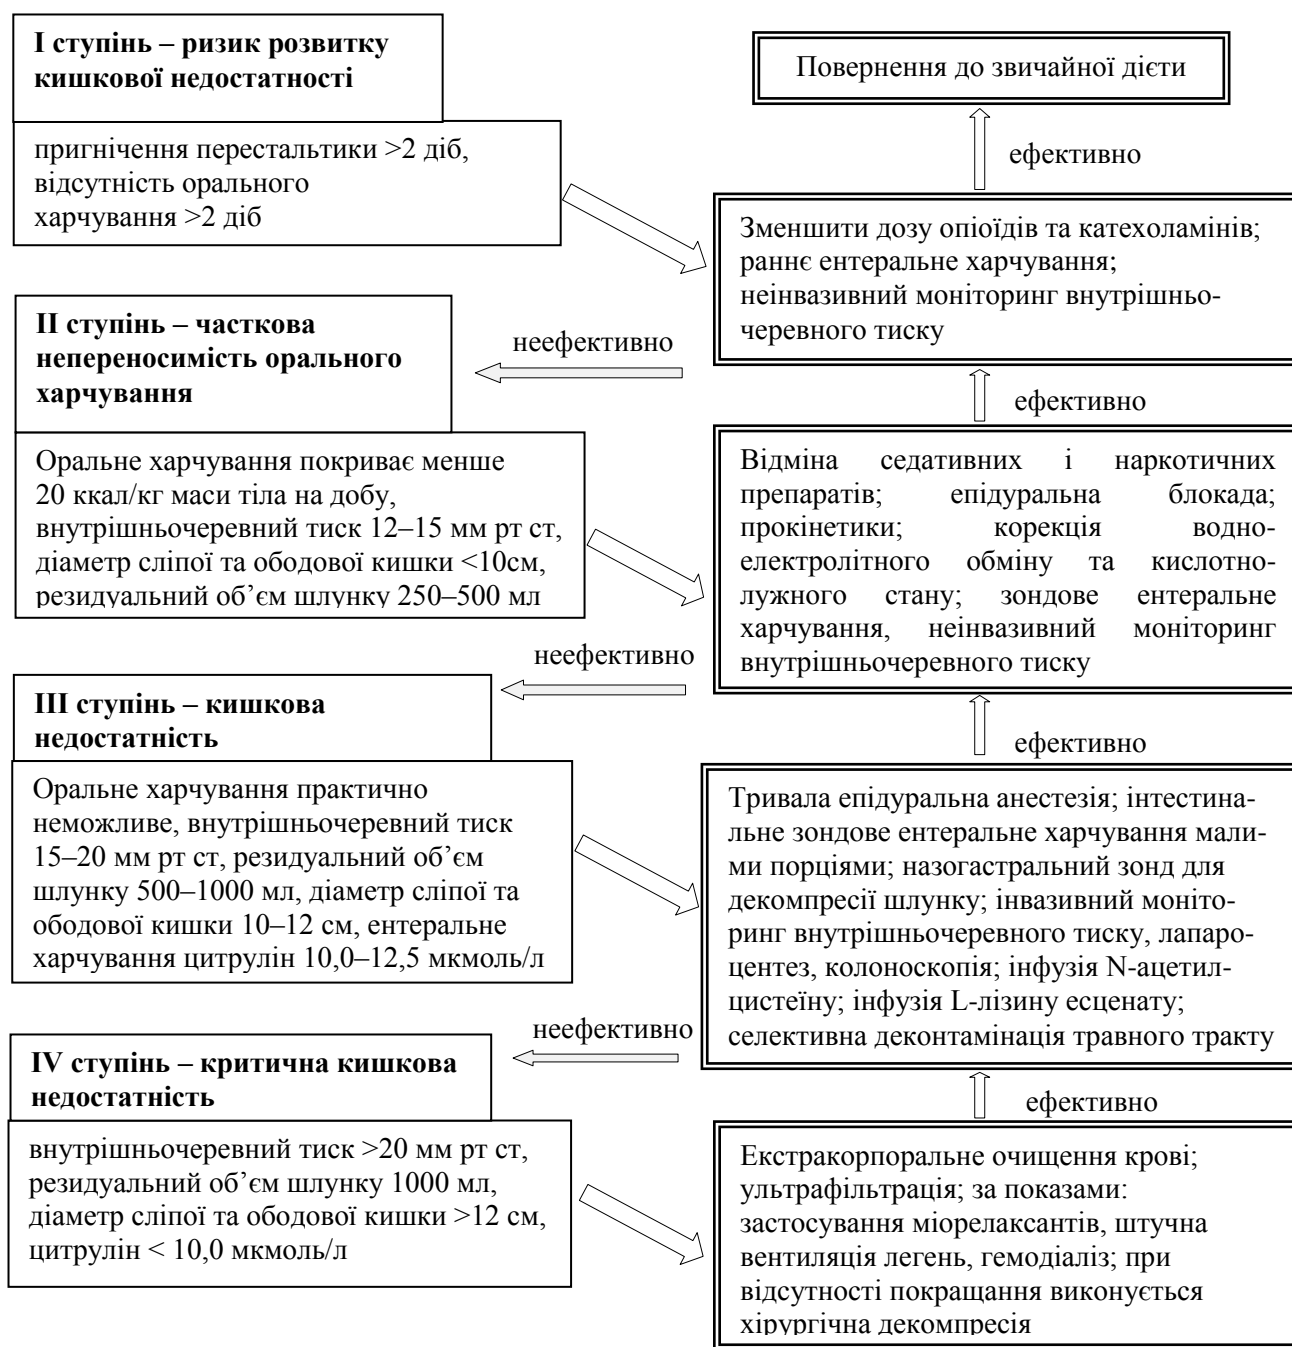 І ступінь – ризик розвитку
кишкової недостатності
пригнічення перестальтики >2 діб,
відсутність орального
харчування >2 діб
Повернення до звичайної дієти
ефективно
Зменшити дозу опіоїдів та катехоламінів;
раннє ентеральне харчування;
неінвазивний моніторинг внутрішньо-
черевного тиску
неефективно
ІІ ступінь – часткова
непереносимість орального
харчування
Оральне харчування покриває менше
20 ккал/кг маси тіла на добу,
внутрішньочеревний тиск 12–15 мм рт ст,
діаметр сліпої та ободової кишки <10см,
резидуальний об’єм шлунку 250–500 мл
ефективно
Відміна седативних і наркотичних
препаратів; епідуральна блокада;
прокінетики; корекція водно-
електролітного обміну та кислотно-
лужного стану; зондове ентеральне
харчування, неінвазивний моніторинг
внутрішньочеревного тиску
неефективно
ІІІ ступінь – кишкова
недостатність
Оральне харчування практично
неможливе, внутрішньочеревний тиск
15–20 мм рт ст, резидуальний об’єм
шлунку 500–1000 мл, діаметр сліпої та
ободової кишки 10–12 см, ентеральне
харчування цитрулін 10,0–12,5 мкмоль/л
ефективно
Тривала епідуральна анестезія; інтестина-
льне зондове ентеральне харчування мали-
ми порціями; назогастральний зонд для
декомпресії шлунку; інвазивний моніто-
ринг внутрішньочеревного тиску, лапаро-
центез, колоноскопія; інфузія N-ацетил-
цистеїну; інфузія L-лізину есценату;
селективна деконтамінація травного тракту
неефективно
ІV ступінь – критична кишкова
недостатність
внутрішньочеревний тиск >20 мм рт ст,
резидуальний об’єм шлунку 1000 мл,
діаметр сліпої та ободової кишки >12 см,
цитрулін < 10,0 мкмоль/л
ефективно
Екстракорпоральне очищення крові;
ультрафільтрація; за показами:
застосування міорелаксантів, штучна
вентиляція легень, гемодіаліз; при
відсутності покращання виконується
хірургічна декомпресія